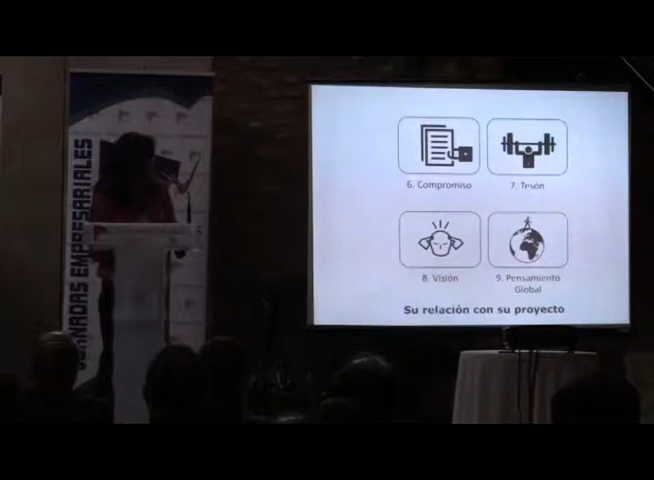 JORNADAS EMPRESARIALES
6. Compromiso
7. Tesón
8. Visión
9. Pensamiento
Global
Su relación con su proyecto